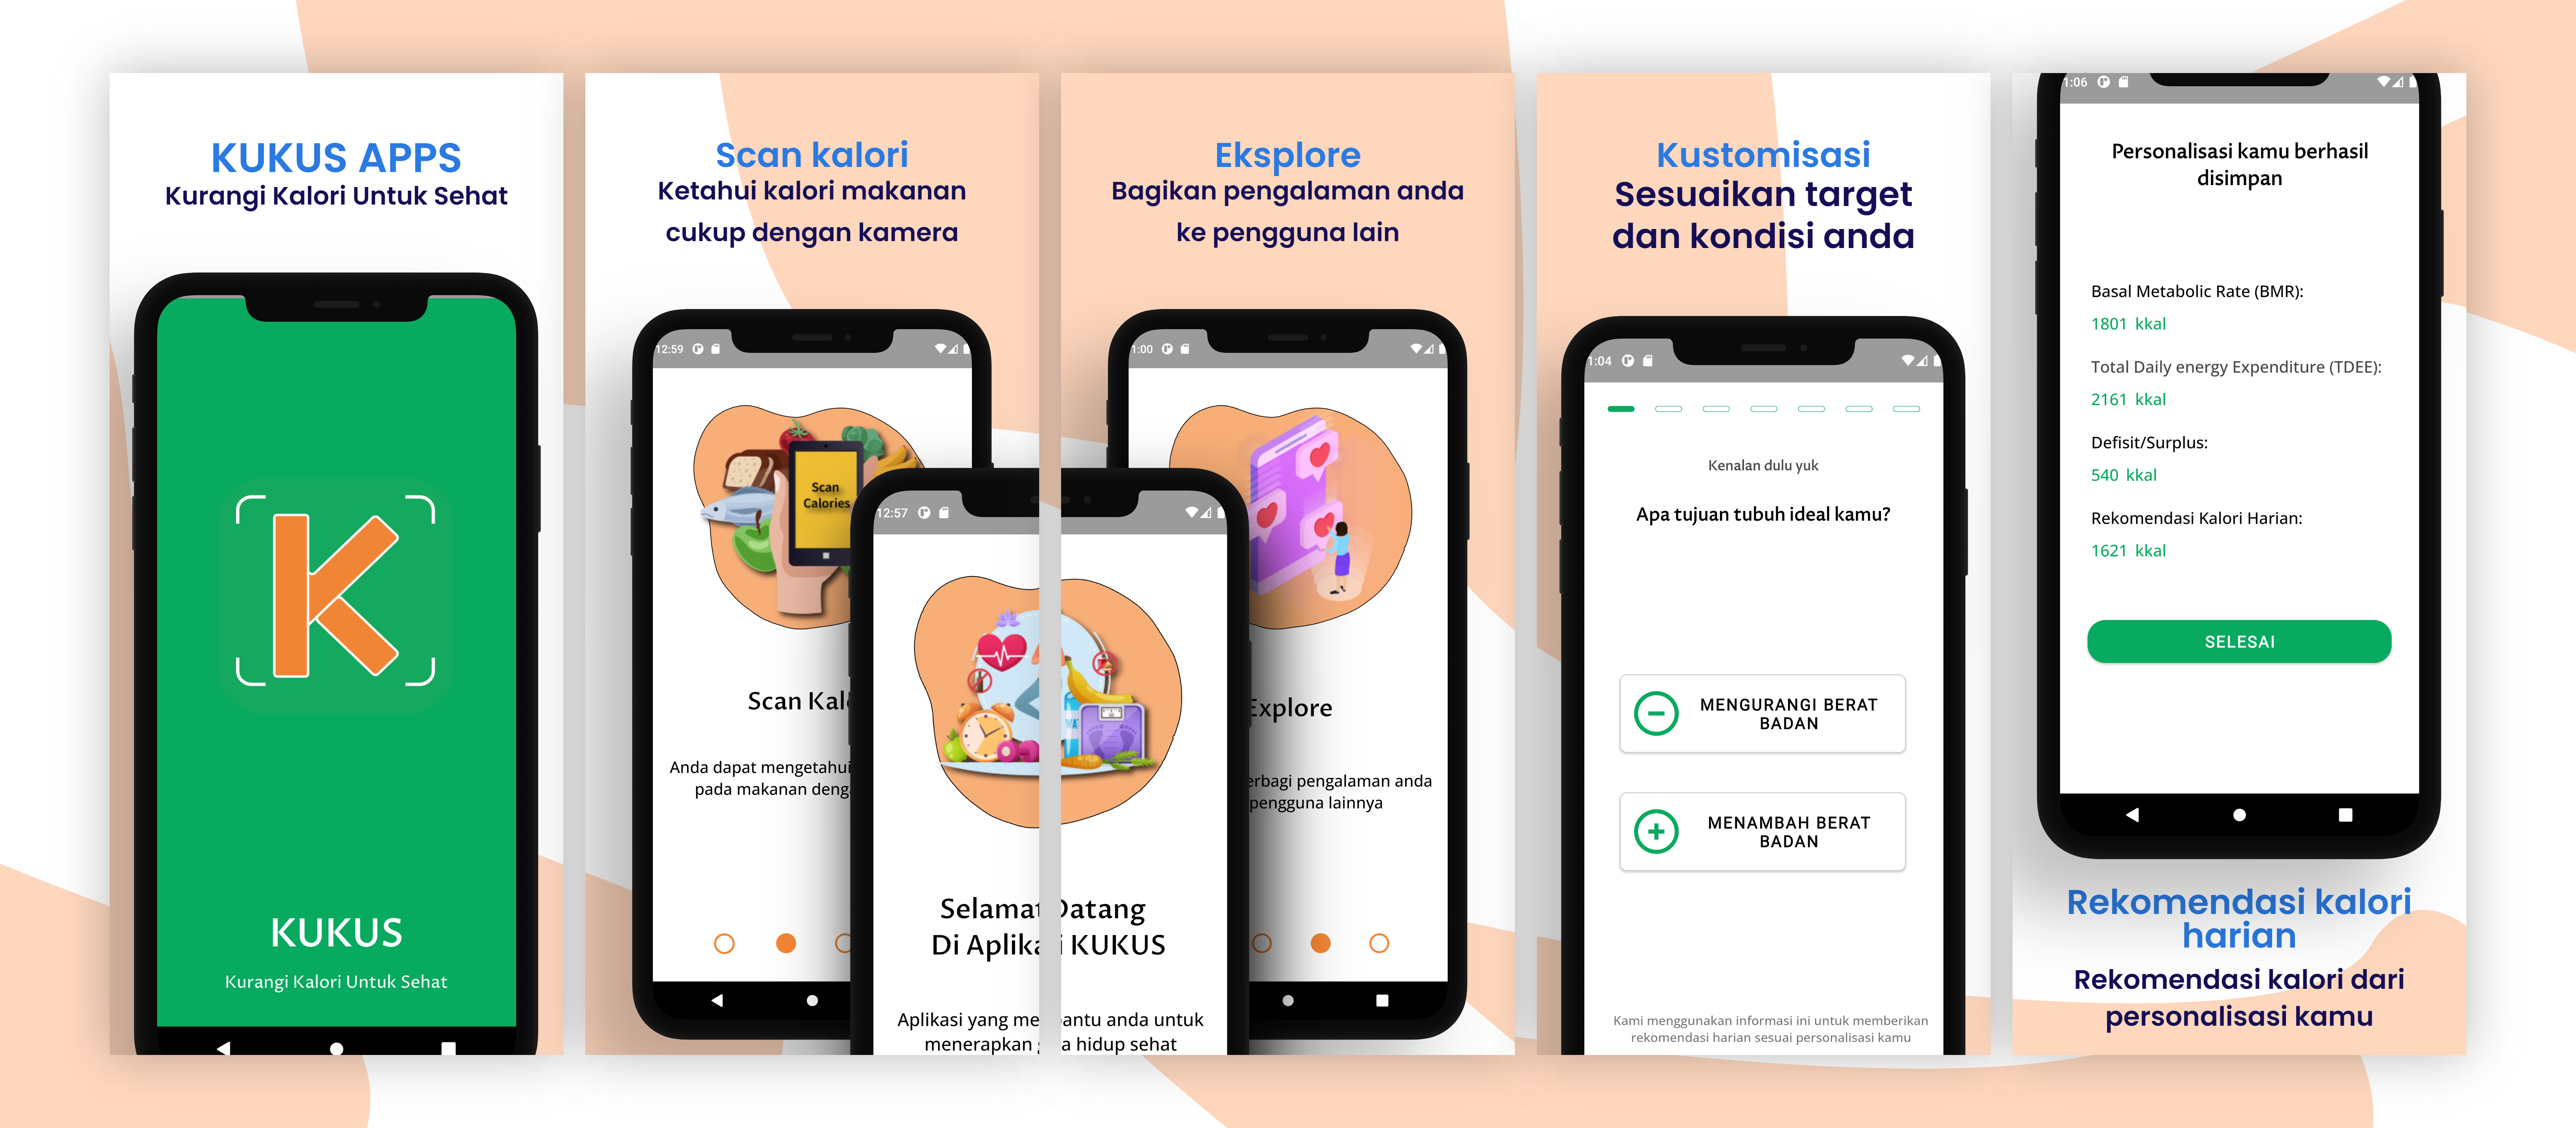 KUKUS APPS
Kurangi Kalori Untuk Sehat
K
KUKUS
Kurangi Kalori Untuk Sehat
Scan kalori
Ketahui kalori makanan
cukup dengan kamera
12:59
Scan
Calories
Scan
Anda dapat mengetahui
pada makanan
Eksplore
Bagikan pengalaman anda
ke pengguna lain
1:00
Explore
pengalaman anda
pengguna lainnya
12:57
Selamat Datang
Di Aplikasi KUKUS
Aplikasi yang membantu anda untuk
menerapkan hidup sehat
Kustomisasi
Sesuaikan target
dan kondisi anda
1:04
Kenalan dulu yuk
Apa tujuan tubuh ideal kamu?
MENGURANGI BERAT
BADAN
MENAMBAH BERAT
BADAN
Kami menggunakan informasi ini untuk memberikan
rekomendasi harian sesuai personalisasi kamu
1:06
Personalisasi kamu berhasil
disimpan
Basal Metabolic Rate (BMR):
1801 kkal
Total Daily energy Expenditure (TDEE):
2161 kkal
Defisit/Surplus:
540 kkal
Rekomendasi Kalori Harian:
1621 kkal
SELESAI
Rekomendasi kalori
harian
Rekomendasi kalori dari
personalisasi kamu